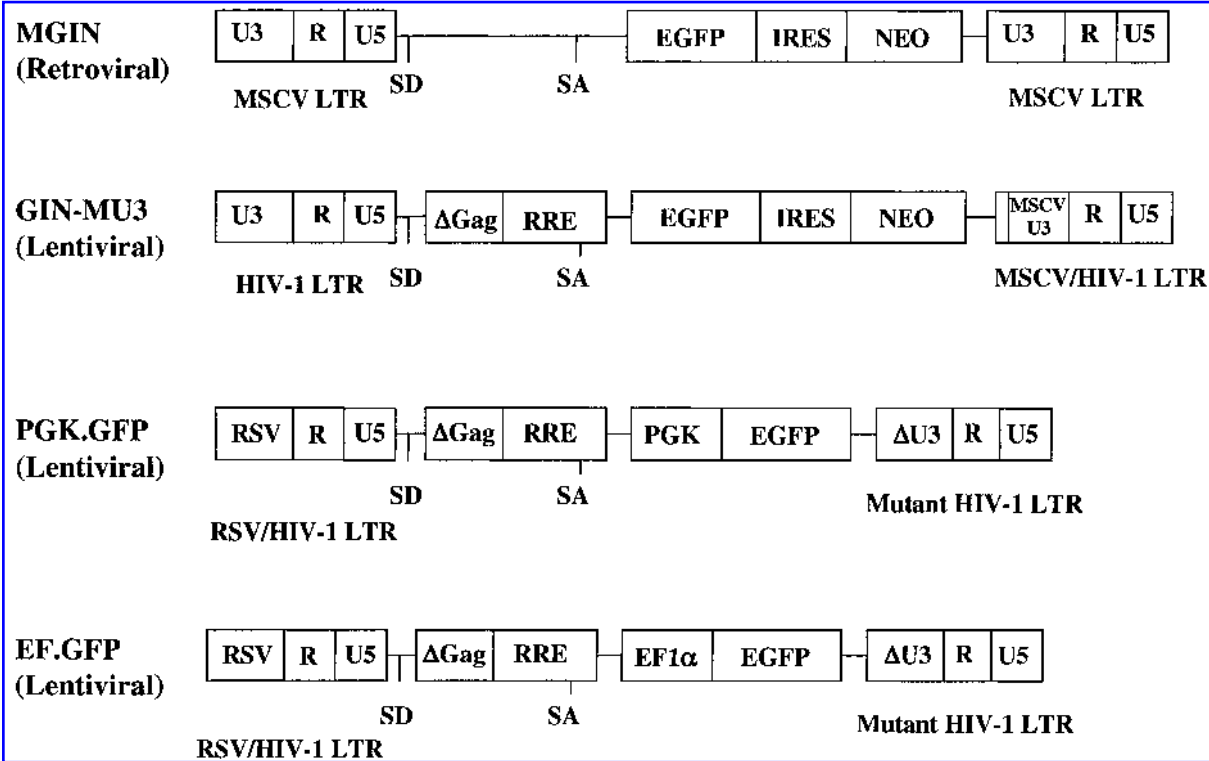 MGIN
(Retroviral)
U3 R U5 EGFP IRES NEO U3 R U5
SD SA
MSCV LTR MSCV LTR
GIN-MU3
(Lentiviral)
U3 R U5 ΔGag RRE EGFP IRES NEO MSCV U3 R U5
HIV-1 LTR SD SA MSCV/HIV-1 LTR
PGK.GFP
(Lentiviral)
RSV R U5 ΔGag RRE PGK EGFP ΔU3 R U5
SD SA Mutant HIV-1 LTR
RSV/HIV-1 LTR
EF.GFP
(Lentiviral)
RSV R U5 ΔGag RRE EF1α EGFP ΔU3 R U5
SD SA Mutant HIV-1 LTR
RSV/HIV-1 LTR